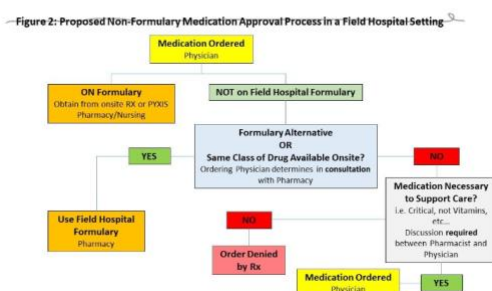 Figure 2: Proposed Non-Formulary Medication Approval Process in a Field Hospital Setting
Medication Ordered
Physician
ON Formulary
Obtain from onsite RX or PYXIS
Pharmacy/Nursing
NOT on Field Hospital Formulary
Formulary Alternative
OR
Same Class of Drug Available Onsite?
Ordering Physician determines in consultation
with Pharmacy
YES
NO
Use Field Hospital
Formulary
Pharmacy
Medication Necessary
to Support Care?
i.e. Critical, not Vitamins,
etc...
Discussion required
between Pharmacist and
Physician
NO
Order Denied
by Rx
Medication Ordered
Physician
YES